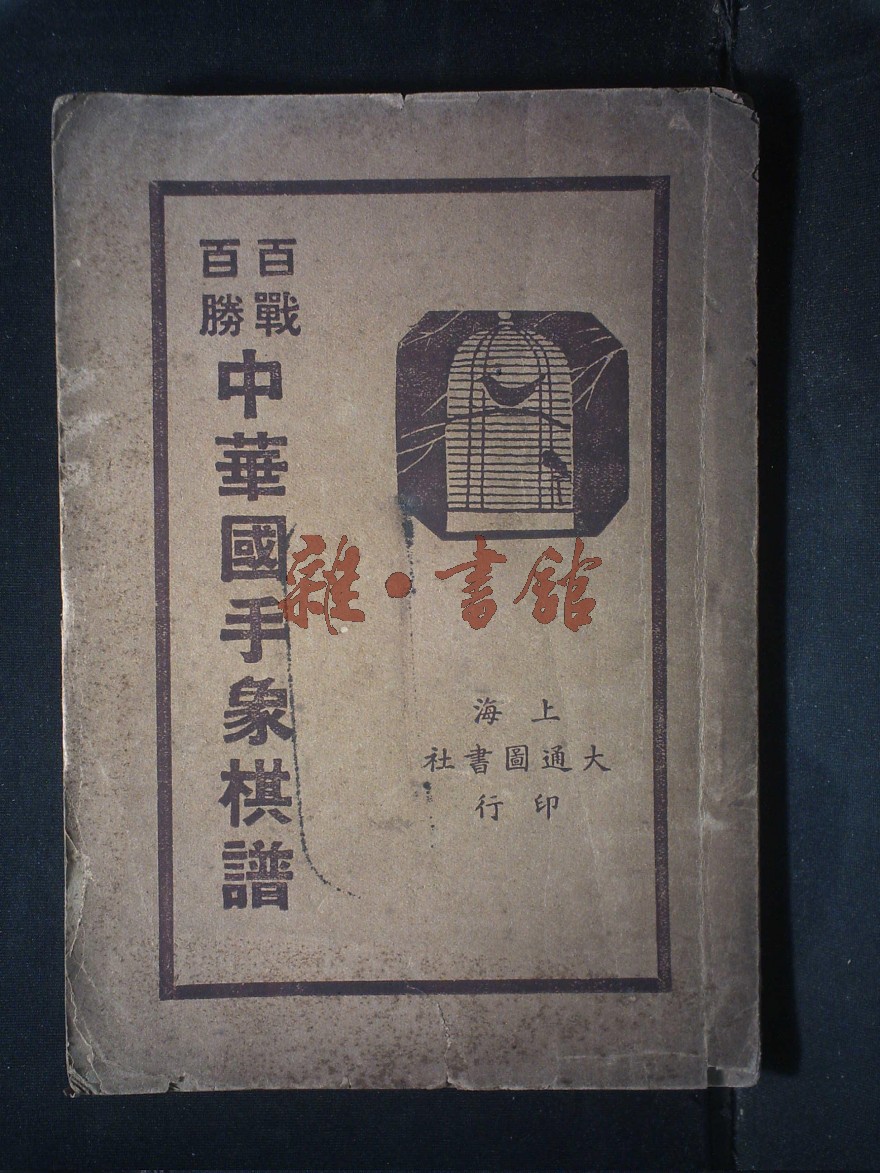 百戰
百勝
中華國手象棋譜
雜·書館
上海
大通圖書社
印行